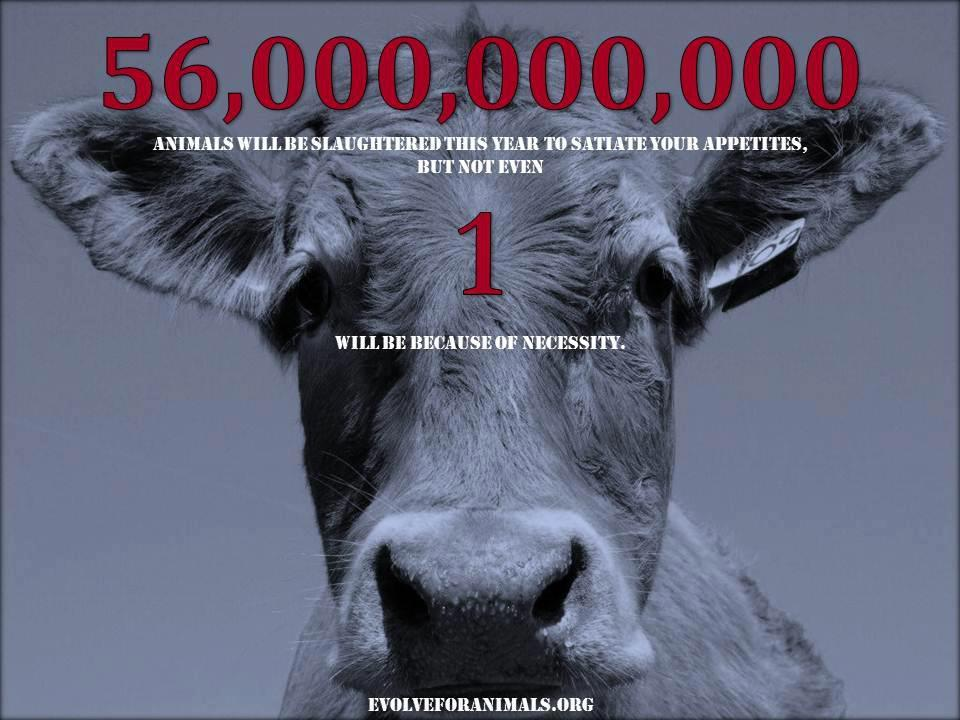 56,000,000,000
ANIMALS WILL BE SLAUGHTERED THIS YEAR TO SATIATE YOUR APPETITES,
BUT NOT EVEN
1
WILL BE BECAUSE OF NECESSITY.
EVOLVEFORANIMALS.ORG